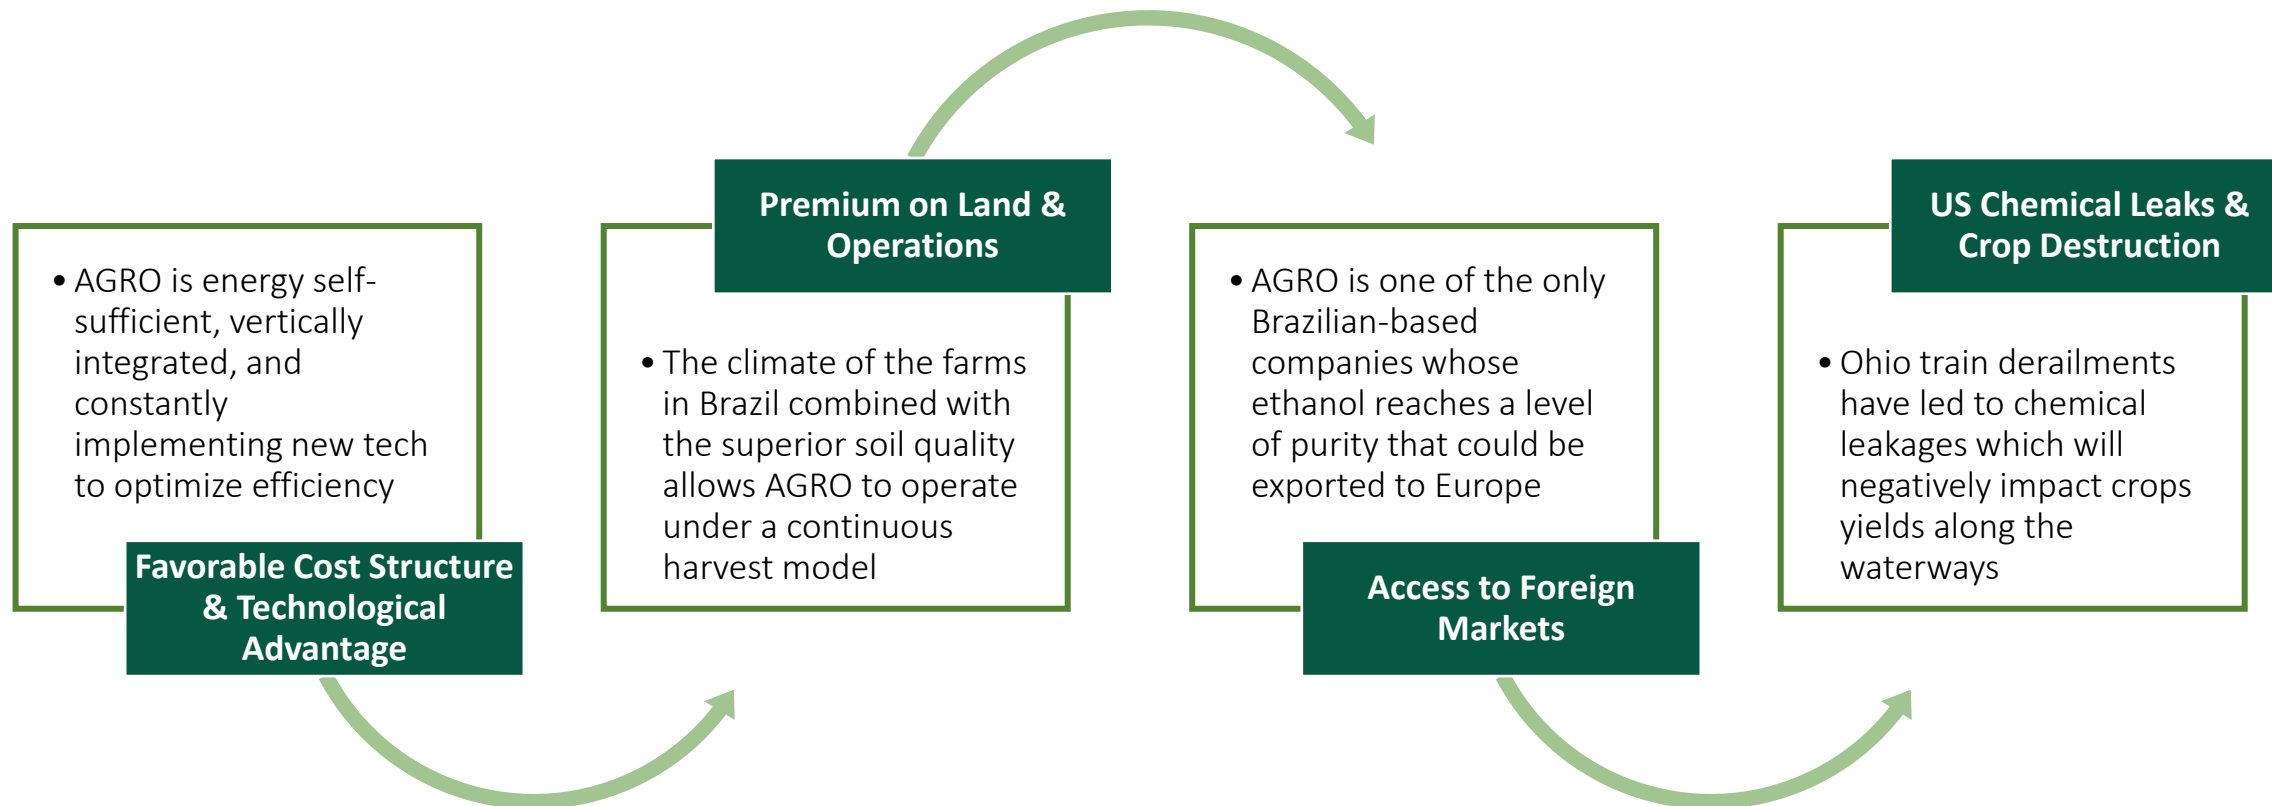 • AGRO is energy self-
sufficient, vertically
integrated, and
constantly
implementing new tech
to optimize efficiency
Favorable Cost Structure
& Technological
Advantage
Premium on Land &
Operations
• The climate of the farms
in Brazil combined with
the superior soil quality
allows AGRO to operate
under a continuous
harvest model
• AGRO is one of the only
Brazilian-based
companies whose
ethanol reaches a level
of purity that could be
exported to Europe
Access to Foreign
Markets
US Chemical Leaks &
Crop Destruction
• Ohio train derailments
have led to chemical
leakages which will
negatively impact crops
yields along the
waterways